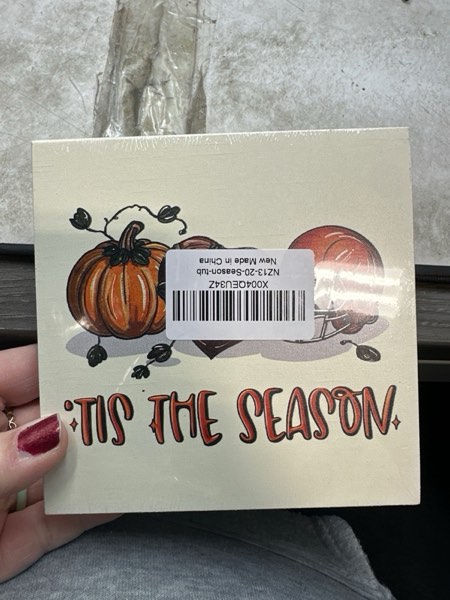 X004QEU34Z
NZ13-20-Season-tub
New Made in China
'TIS THE SEASON